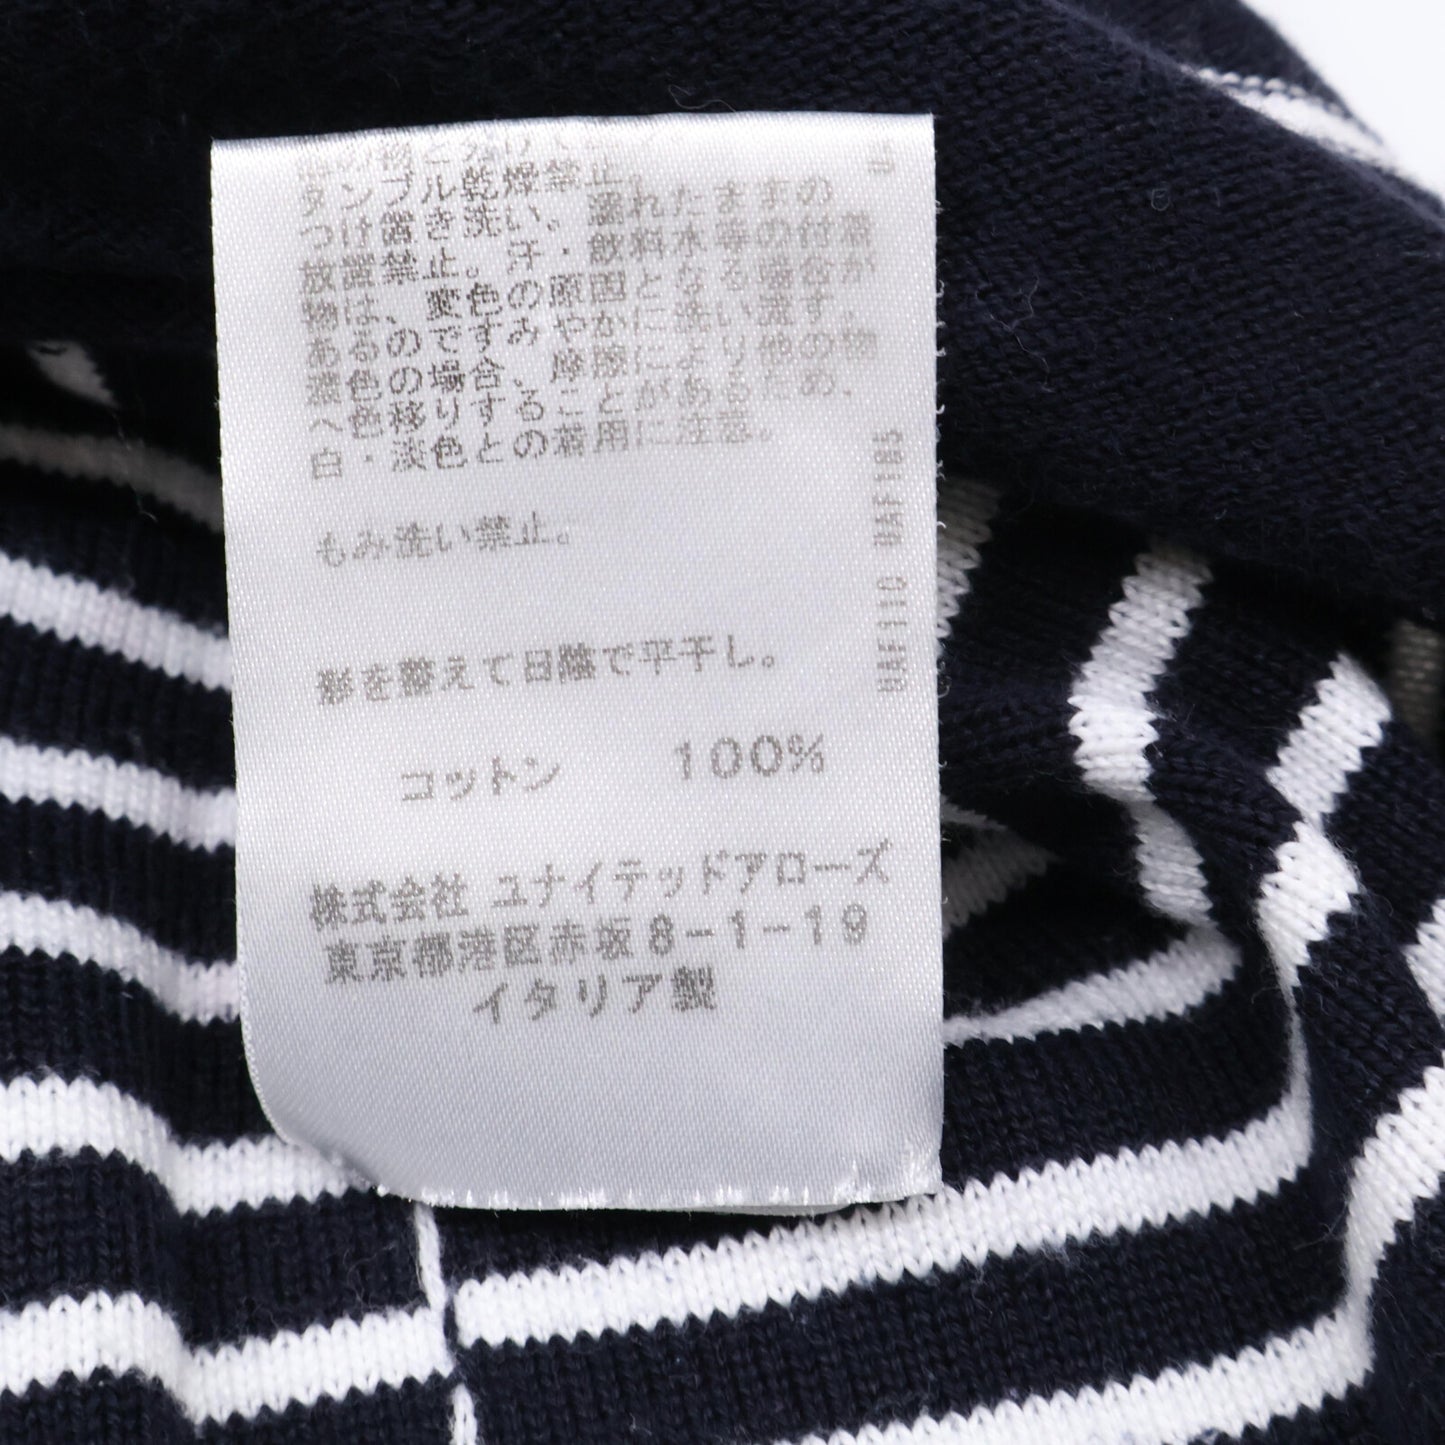 タンブル乾燥禁止。
つけ置き洗い。濡れたままの
放置禁止。汗・飲料水等の付着
物は、変色の原因となる場合が
あるのですみやかに洗い流す。
濃色の場合、摩擦により他の物
へ色移りすることがあるため、
白・淡色との着用に注意。
もみ洗い禁止。
形を整えて日陰で平干し。
コットン 100%
株式会社 ユナイテッドアローズ
東京都港区赤坂8-1-19
イタリア製
UAF110 UAF185